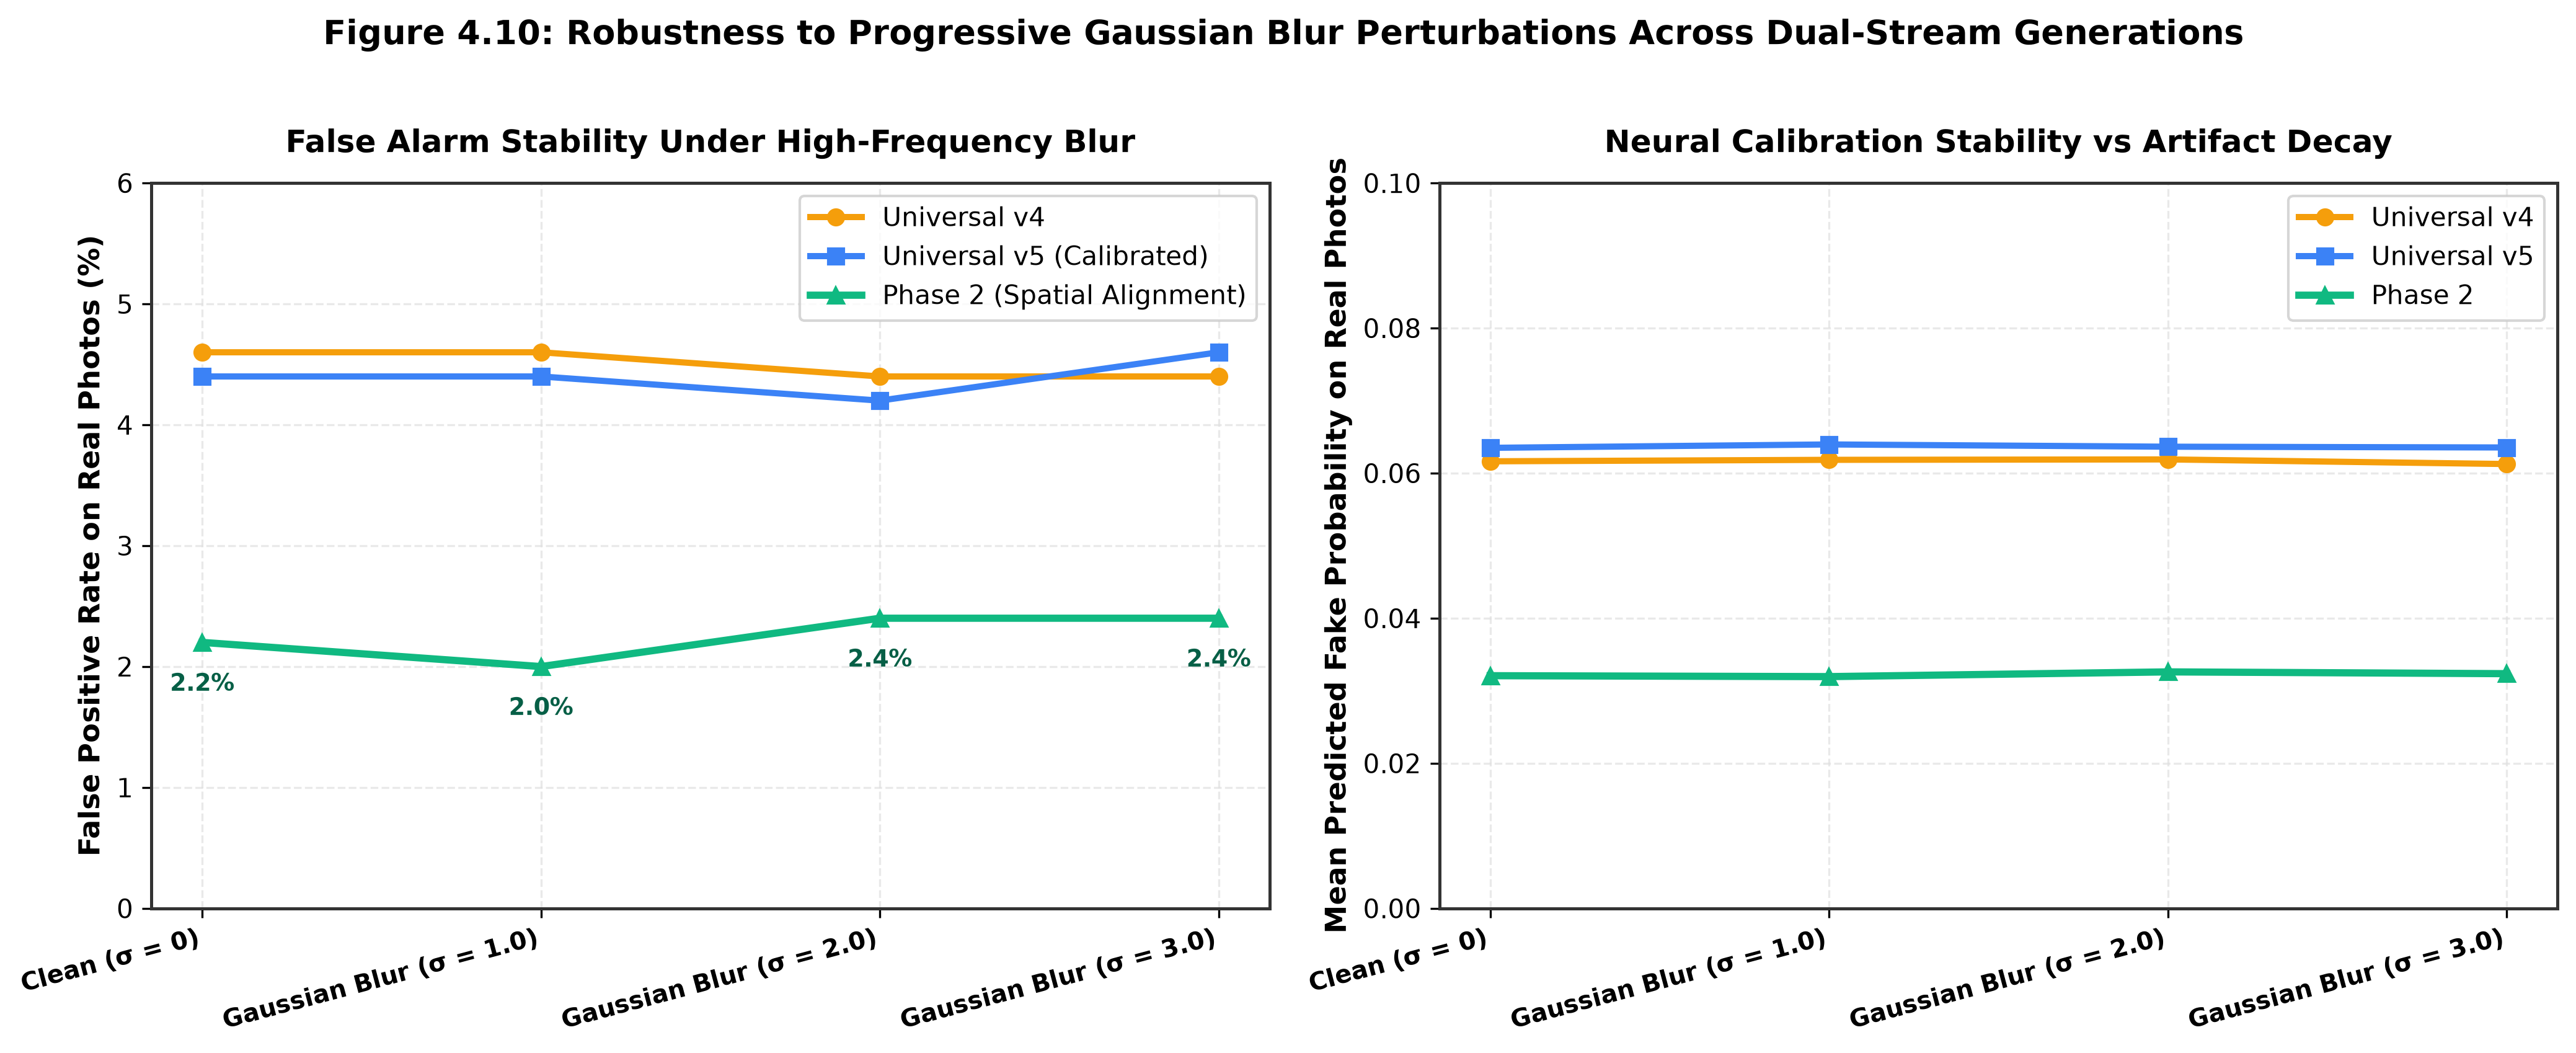 Figure 4.10: Robustness to Progressive Gaussian Blur Perturbations Across Dual-Stream Generations
False Alarm Stability Under High-Frequency Blur
False Positive Rate on Real Photos (%)
6
5
4
3
2
1
0
Universal v4
Universal v5 (Calibrated)
Phase 2 (Spatial Alignment)
2.2%
2.0%
2.4%
2.4%
Clean (σ = 0)
Gaussian Blur (σ = 1.0)
Gaussian Blur (σ = 2.0)
Gaussian Blur (σ = 3.0)
Neural Calibration Stability vs Artifact Decay
Mean Predicted Fake Probability on Real Photos
0.10
0.08
0.06
0.04
0.02
0.00
Universal v4
Universal v5
Phase 2
Clean (σ = 0)
Gaussian Blur (σ = 1.0)
Gaussian Blur (σ = 2.0)
Gaussian Blur (σ = 3.0)